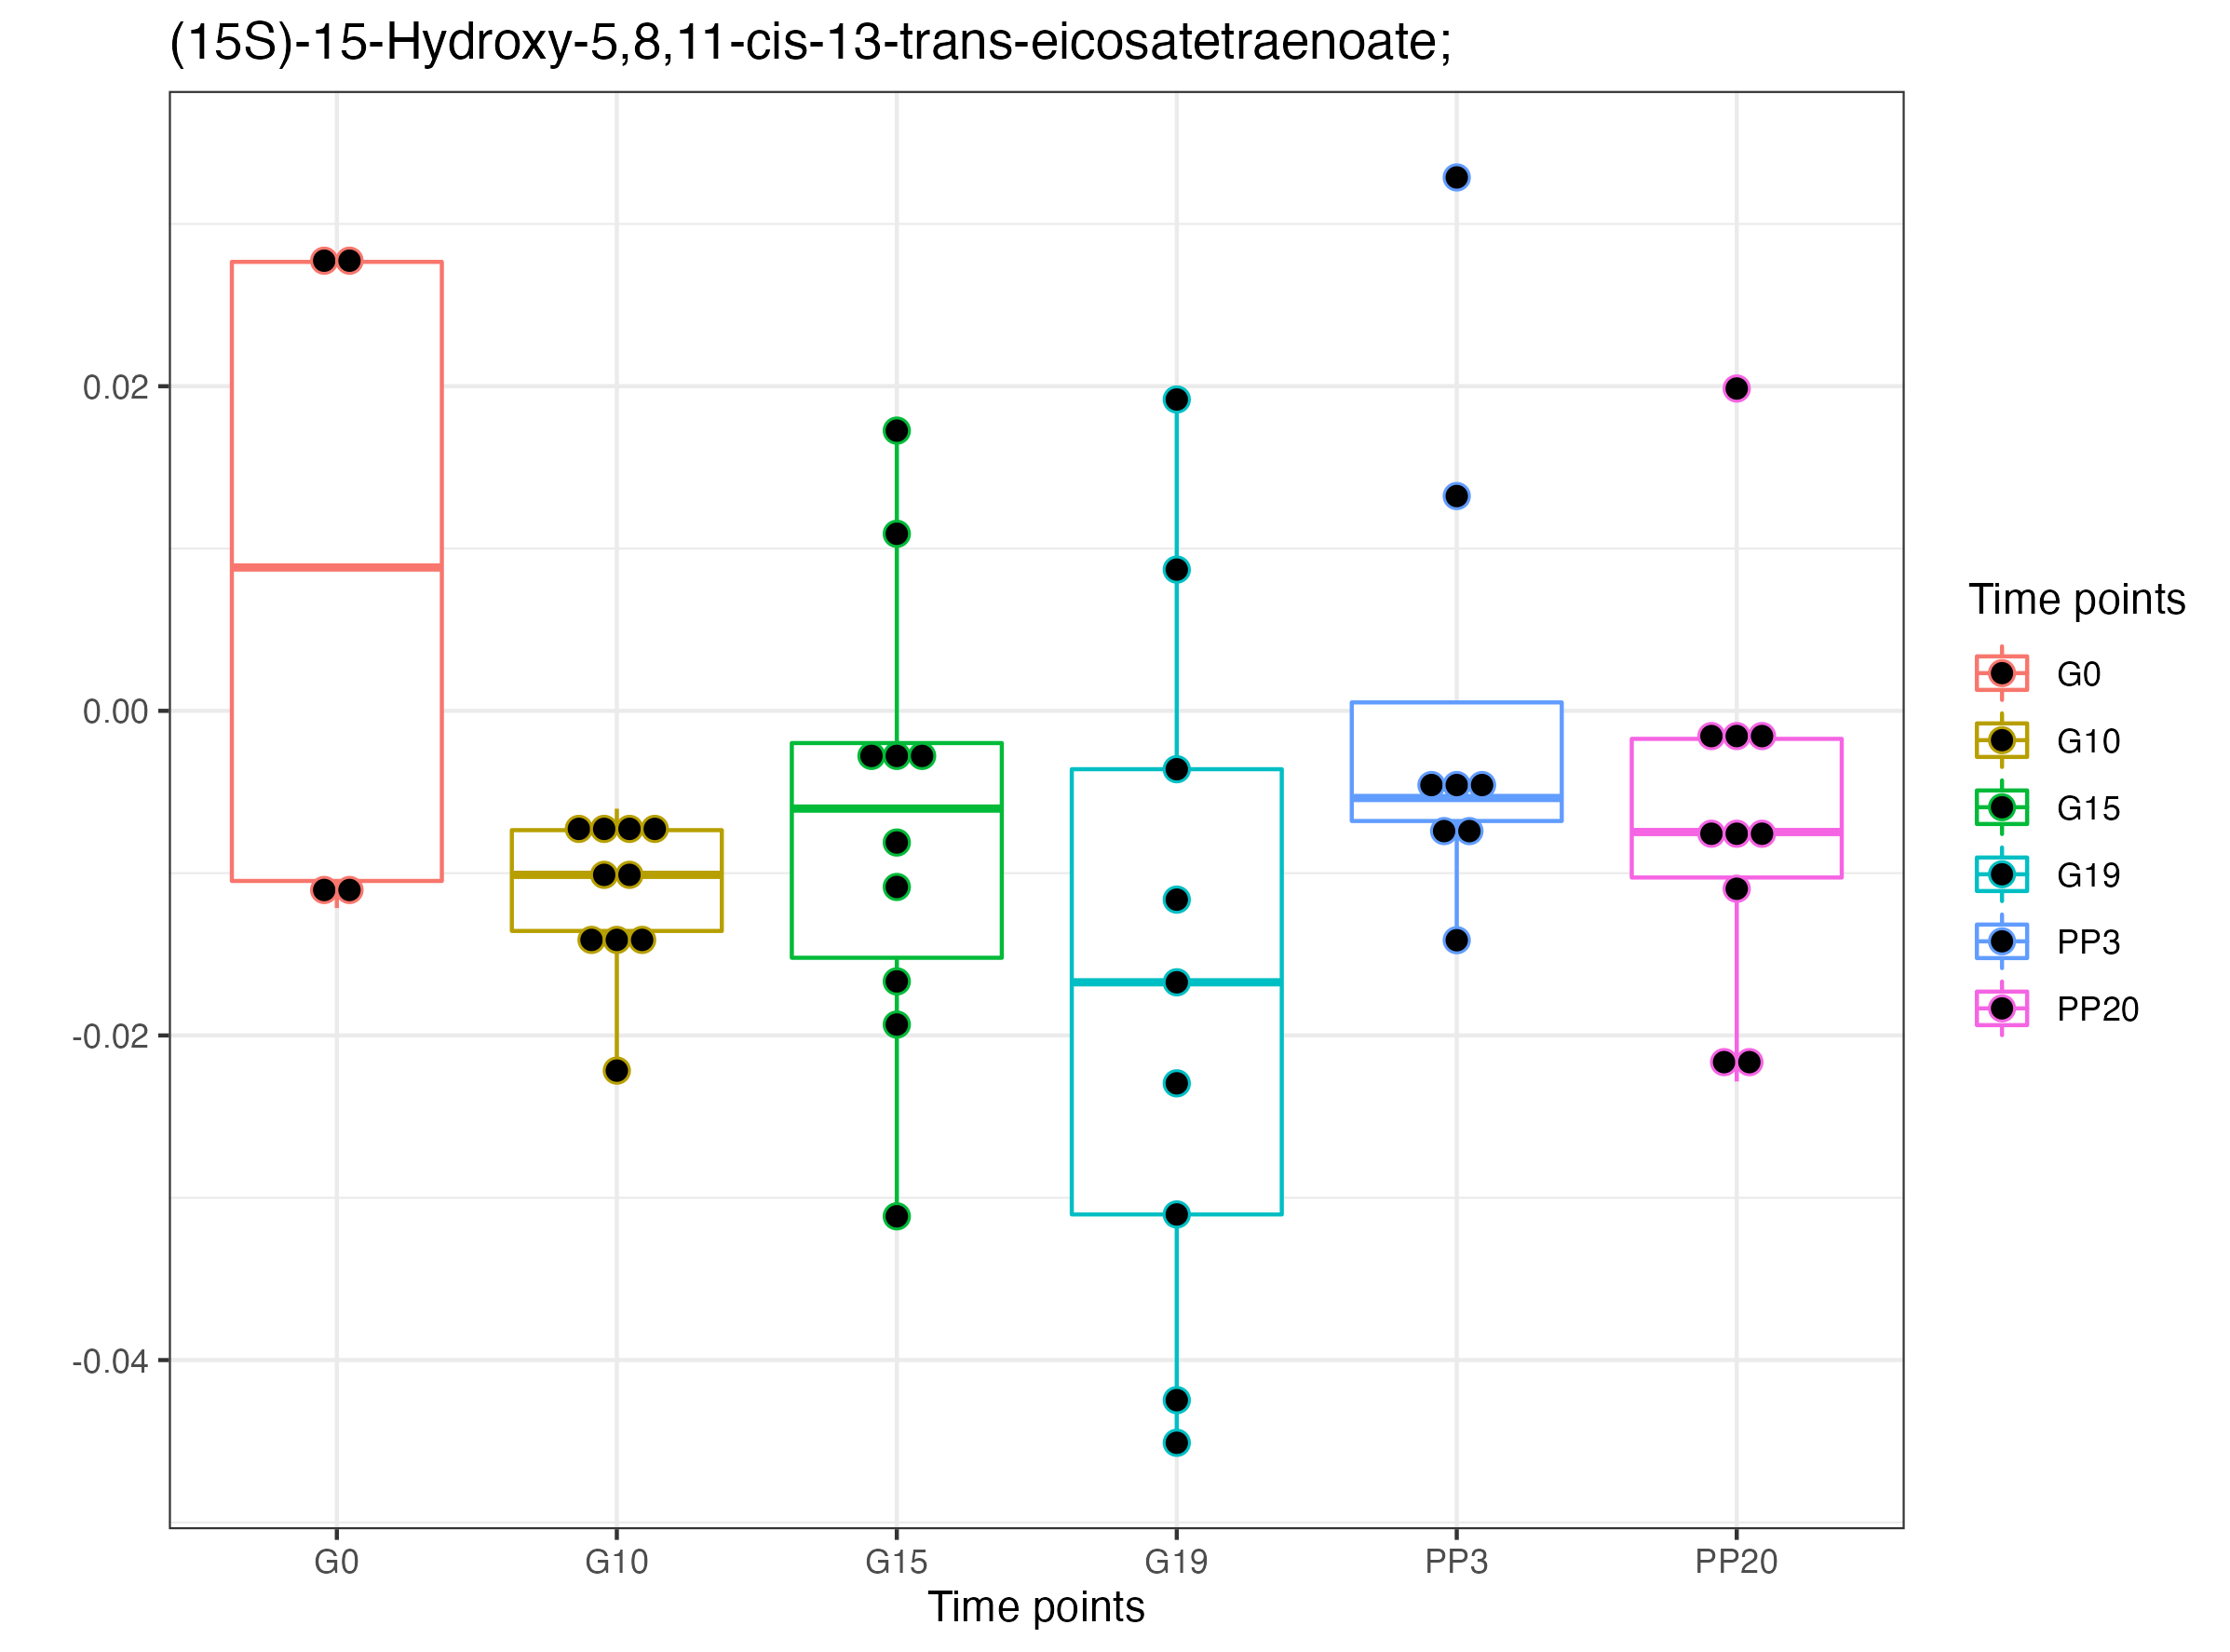 (15S)-15-Hydroxy-5,8,11-cis-13-trans-eicosatetraenoate;
0.02
0.00
-0.02
-0.04
G0 G10 G15 G19 PP3 PP20
Time points
Time points
G0
G10
G15
G19
PP3
PP20